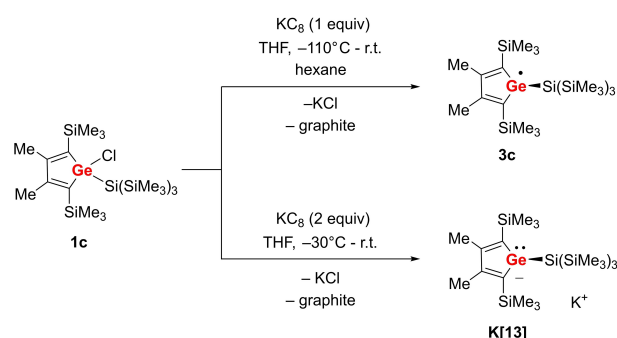 KC8 (1 equiv)
THF, –110°C - r.t.
hexane
–KCl
– graphite
SiMe3
Me
Ge
•
Si(SiMe3)3
Me
SiMe3
3c
SiMe3
Me
Cl
Ge
Me
Si(SiMe3)3
SiMe3
1c
KC8 (2 equiv)
THF, –30°C - r.t.
– KCl
– graphite
SiMe3
Me
••
Ge
Si(SiMe3)3
–
Me
SiMe3
K+
K[13]